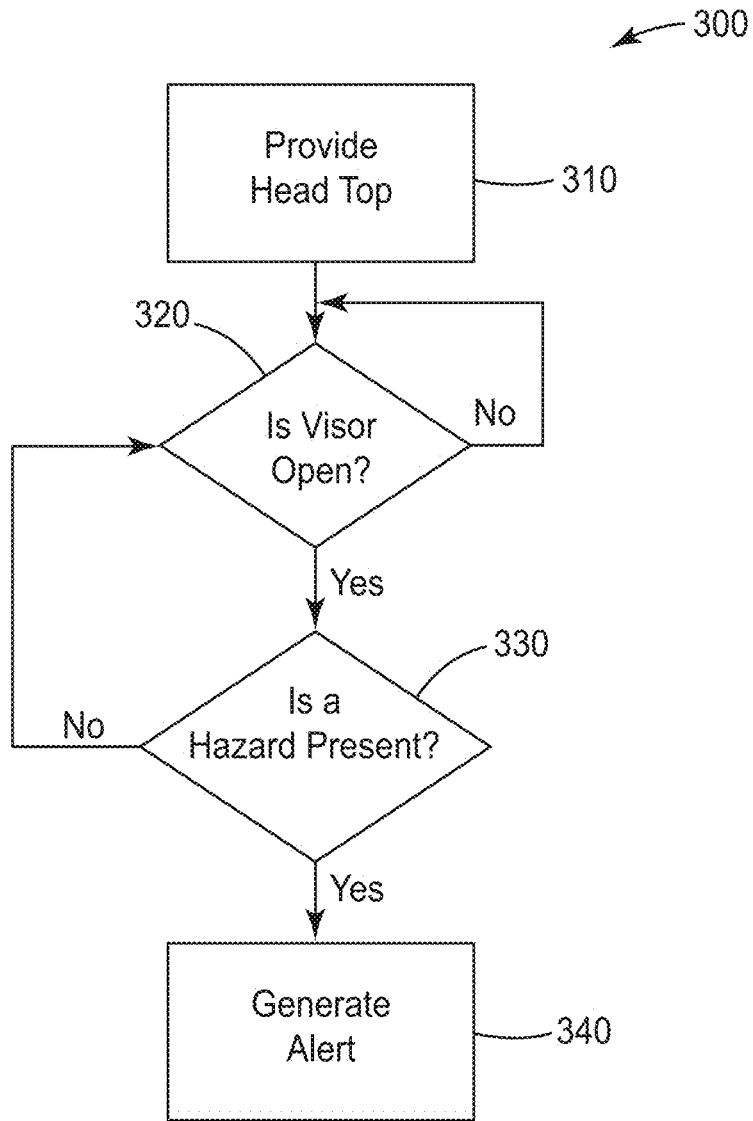 300
Provide
Head Top
310
320
Is Visor
Open?
No
Yes
330
Is a
Hazard Present?
No
Yes
Generate
Alert
340